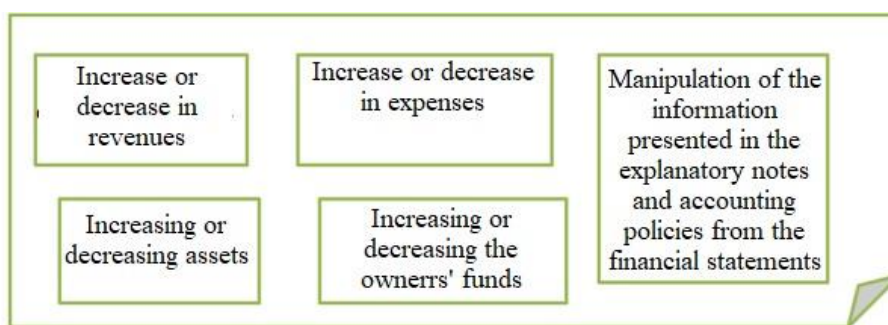 Increase or
decrease in
revenues
Increase or decrease
in expenses
Manipulation of the
information
presented in the
explanatory notes
and accounting
policies from the
financial statements
Increasing or
decreasing assets
Increasing or
decreasing the
ownerrs' funds